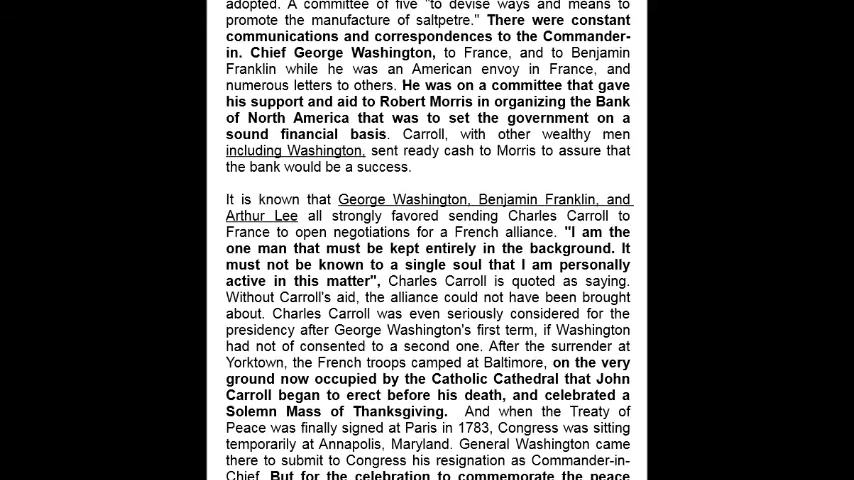 adopted. A committee of five "to devise ways and means to
promote the manufacture of saltpetre." There were constant
communications and correspondences to the Commander-
in. Chief George Washington, to France, and to Benjamin
Franklin while he was an American envoy in France, and
numerous letters to others. He was on a committee that gave
his support and aid to Robert Morris in organizing the Bank
of North America that was to set the government on a
sound financial basis. Carroll, with other wealthy men
including Washington, sent ready cash to Morris to assure that
the bank would be a success.
It is known that George Washington, Benjamin Franklin, and
Arthur Lee all strongly favored sending Charles Carroll to
France to open negotiations for a French alliance. "I am the
one man that must be kept entirely in the background. It
must not be known to a single soul that I am personally
active in this matter", Charles Carroll is quoted as saying.
Without Carroll's aid, the alliance could not have been brought
about. Charles Carroll was even seriously considered for the
presidency after George Washington's first term, if Washington
had not of consented to a second one. After the surrender at
Yorktown, the French troops camped at Baltimore, on the very
ground now occupied by the Catholic Cathedral that John
Carroll began to erect before his death, and celebrated a
Solemn Mass of Thanksgiving. And when the Treaty of
Peace was finally signed at Paris in 1783, Congress was sitting
temporarily at Annapolis, Maryland. General Washington came
there to submit to Congress his resignation as Commander-in-
Chief. But for the celebration to commemorate the peace